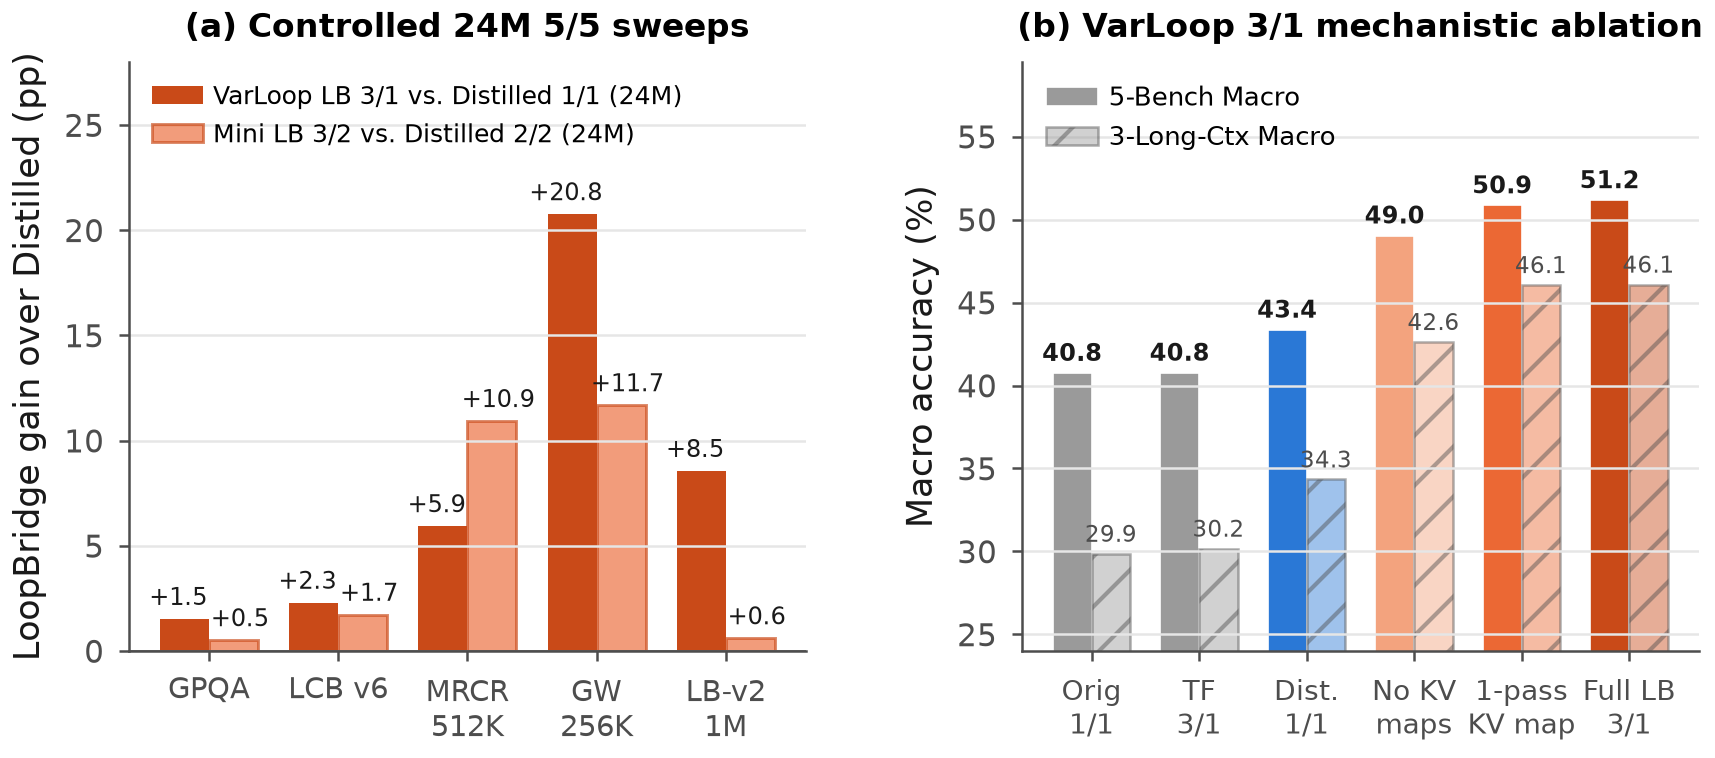 (a) Controlled 24M 5/5 sweeps
LoopBridge gain over Distilled (pp)
VarLoop LB 3/1 vs. Distilled 1/1 (24M)
Mini LB 3/2 vs. Distilled 2/2 (24M)
25
20
15
10
5
0
+1.5
+0.5
+2.3
+1.7
+5.9
+10.9
+20.8
+11.7
+8.5
+0.6
GPQA
LCB v6
MRCR
512K
GW
256K
LB-v2
1M
(b) VarLoop 3/1 mechanistic ablation
Macro accuracy (%)
5-Bench Macro
3-Long-Ctx Macro
55
50
45
40
35
30
25
40.8
29.9
40.8
30.2
43.4
34.3
49.0
42.6
50.9
46.1
51.2
46.1
Orig
1/1
TF
3/1
Dist.
1/1
No KV
maps
1-pass
KV map
Full LB
3/1